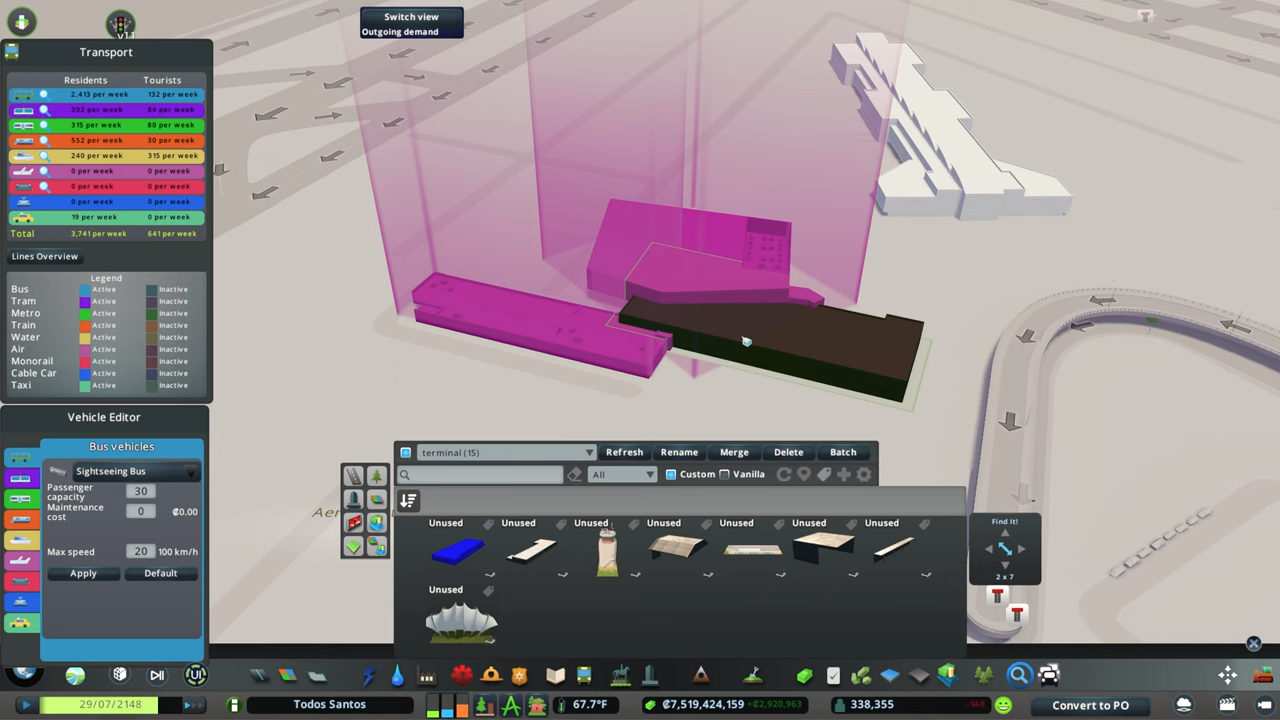 Switch view
Outgoing demand
Transport
Residents Tourists
2,413 per week 132 per week
202 per week 84 per week
315 per week 80 per week
552 per week 30 per week
240 per week 315 per week
0 per week 0 per week
0 per week 0 per week
0 per week 0 per week
19 per week 0 per week
Total 3,741 per week 641 per week
Lines Overview
Legend
Bus Active Inactive
Tram Active Inactive
Metro Active Inactive
Train Active Inactive
Water Active Inactive
Air Active Inactive
Monorail Active Inactive
Cable Car Active Inactive
Taxi Active Inactive
Vehicle Editor
Bus vehicles
Sightseeing Bus
Passenger capacity 30
Maintenance cost 0 ₡0.00
Max speed 20 100 km/h
Apply Default
terminal (15) Refresh Rename Merge Delete Batch
All Custom Vanilla
Unused Unused Unused Unused Unused Unused Unused
Unused
Find It!
2 x 7
29/07/2148 Todos Santos 67.7°F ₡7,519,424,159 +₡2,920,963 338,355 -148 Convert to PO